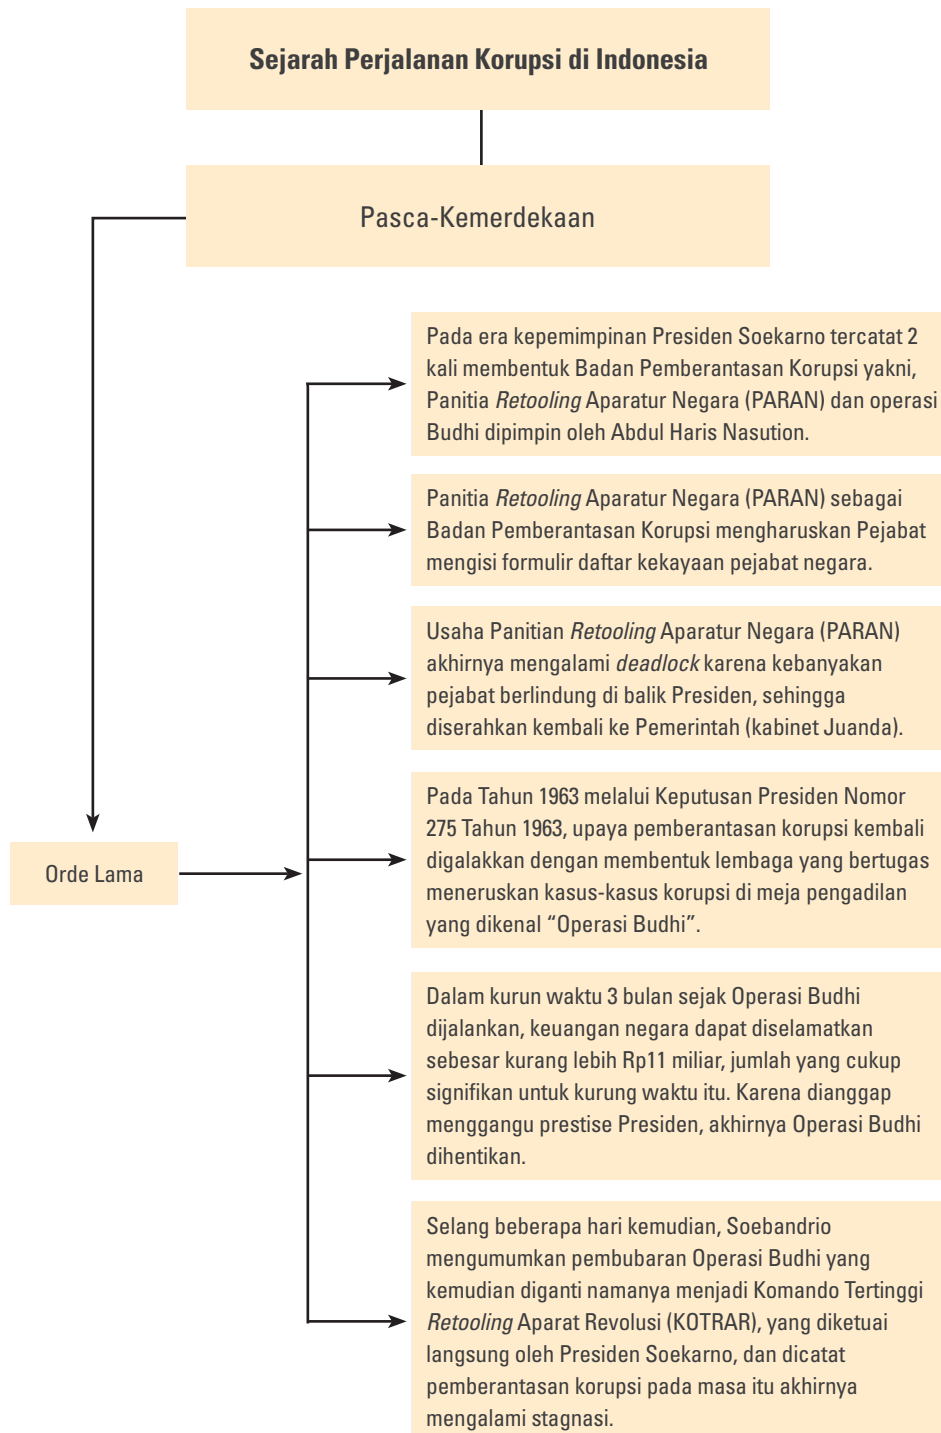 Sejarah Perjalanan Korupsi di Indonesia
Pasca-Kemerdekaan
Pada era kepemimpinan Presiden Soekarno tercatat 2
kali membentuk Badan Pemberantasan Korupsi yakni,
Panitia Retooling Aparatur Negara (PARAN) dan operasi
Budhi dipimpin oleh Abdul Haris Nasution.
Panitia Retooling Aparatur Negara (PARAN) sebagai
Badan Pemberantasan Korupsi mengharuskan Pejabat
mengisi formulir daftar kekayaan pejabat negara.
Usaha Panitian Retooling Aparatur Negara (PARAN)
akhirnya mengalami deadlock karena kebanyakan
pejabat berlindung di balik Presiden, sehingga
diserahkan kembali ke Pemerintah (kabinet Juanda).
Pada Tahun 1963 melalui Keputusan Presiden Nomor
275 Tahun 1963, upaya pemberantasan korupsi kembali
digalakkan dengan membentuk lembaga yang bertugas
meneruskan kasus-kasus korupsi di meja pengadilan
yang dikenal “Operasi Budhi”.
Orde Lama
Dalam kurun waktu 3 bulan sejak Operasi Budhi
dijalankan, keuangan negara dapat diselamatkan
sebesar kurang lebih Rp11 miliar, jumlah yang cukup
signifikan untuk kurung waktu itu. Karena dianggap
menggangu prestise Presiden, akhirnya Operasi Budhi
dihentikan.
Selang beberapa hari kemudian, Soebandrio
mengumumkan pembubaran Operasi Budhi yang
kemudian diganti namanya menjadi Komando Tertinggi
Retooling Aparat Revolusi (KOTRAR), yang diketuai
langsung oleh Presiden Soekarno, dan dicatat
pemberantasan korupsi pada masa itu akhirnya
mengalami stagnasi.